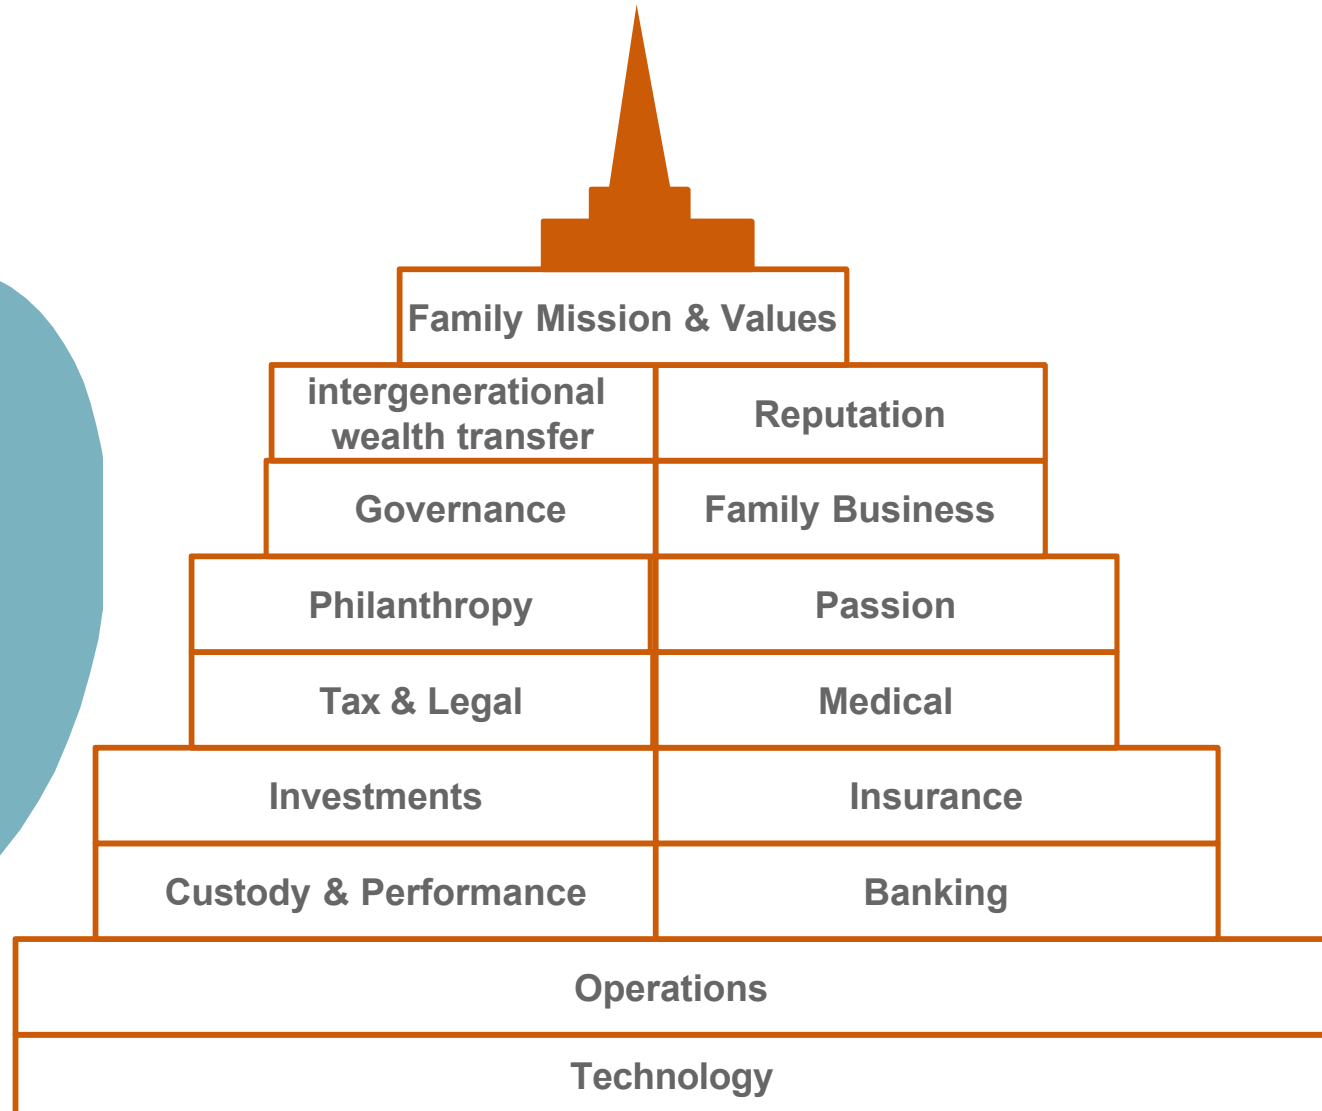 Family Mission & Values
intergenerational
wealth transfer
Reputation
Governance
Family Business
Philanthropy
Passion
Tax & Legal
Medical
Investments
Insurance
Custody & Performance
Banking
Operations
Technology